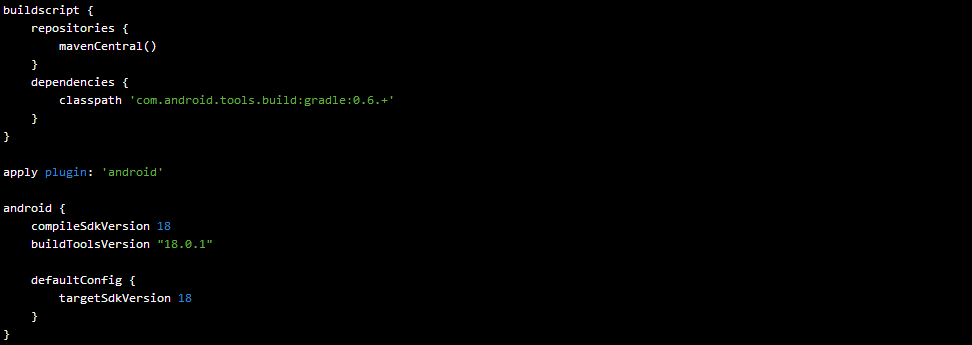 buildscript {
    repositories {
        mavenCentral()
    }
    dependencies {
        classpath 'com.android.tools.build:gradle:0.6.+'
    }
}

apply plugin: 'android'

android {
    compileSdkVersion 18
    buildToolsVersion "18.0.1"

    defaultConfig {
        targetSdkVersion 18
    }
}